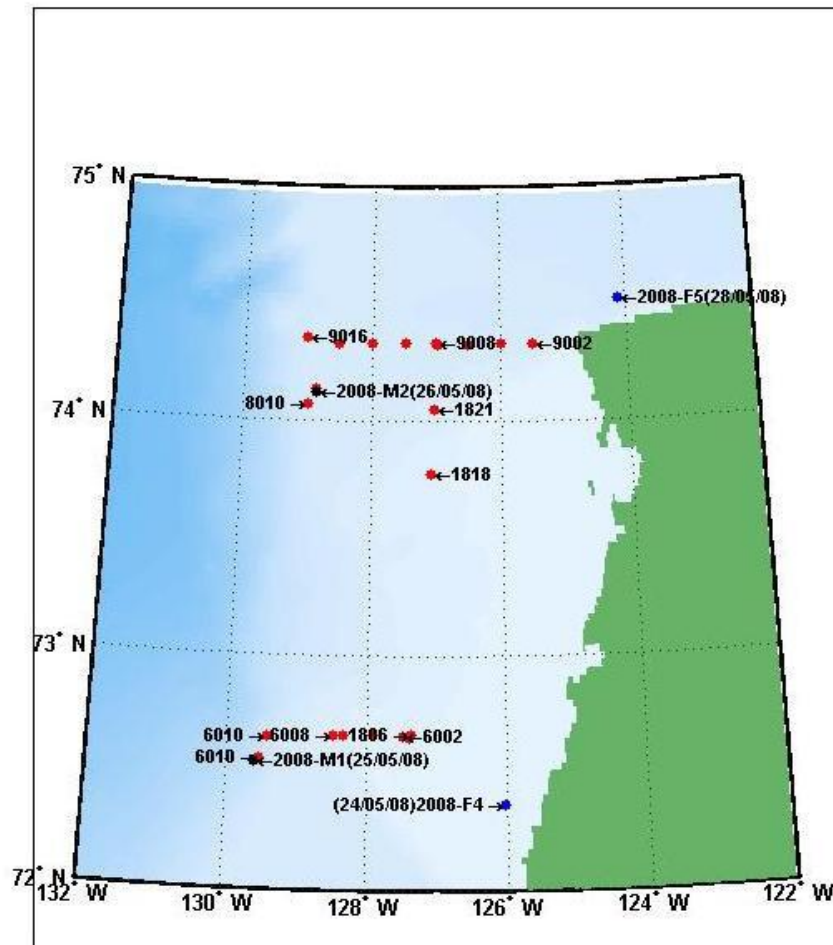 75° N
2008-F5(28/05/08)
9016
9008
9002
2008-M2(26/05/08)
8010
1821
74° N
1818
73° N
6010
6008
1806
6002
6010
2008-M1(25/05/08)
(24/05/08)2008-F4
72° N
132° W
130° W
128° W
126° W
124° W
122° W